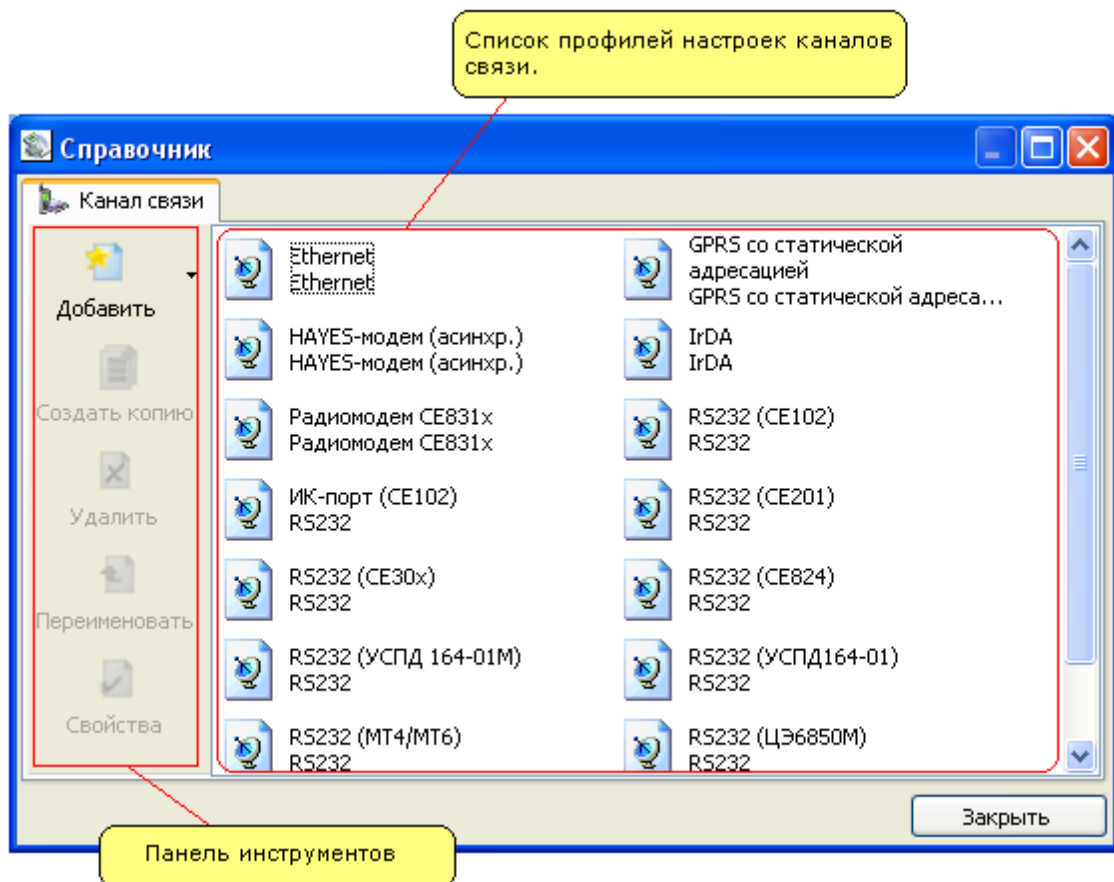 Список профилей настроек каналов
связи.
Справочник
Канал связи
Добавить
Создать копию
Удалить
Переименовать
Свойства
Ethernet
Ethernet
GPRS со статической
адресацией
GPRS со статической адреса...
HAYES-модем (асинхр.)
HAYES-модем (асинхр.)
IrDA
IrDA
Радиомодем CE831x
Радиомодем CE831x
RS232 (CE102)
RS232
ИК-порт (CE102)
RS232
RS232 (CE201)
RS232
RS232 (CE30x)
RS232
RS232 (CE824)
RS232
RS232 (УСПД 164-01М)
RS232
RS232 (УСПД164-01)
RS232
RS232 (МТ4/МТ6)
RS232
RS232 (ЦЭ6850М)
RS232
Закрыть
Панель инструментов